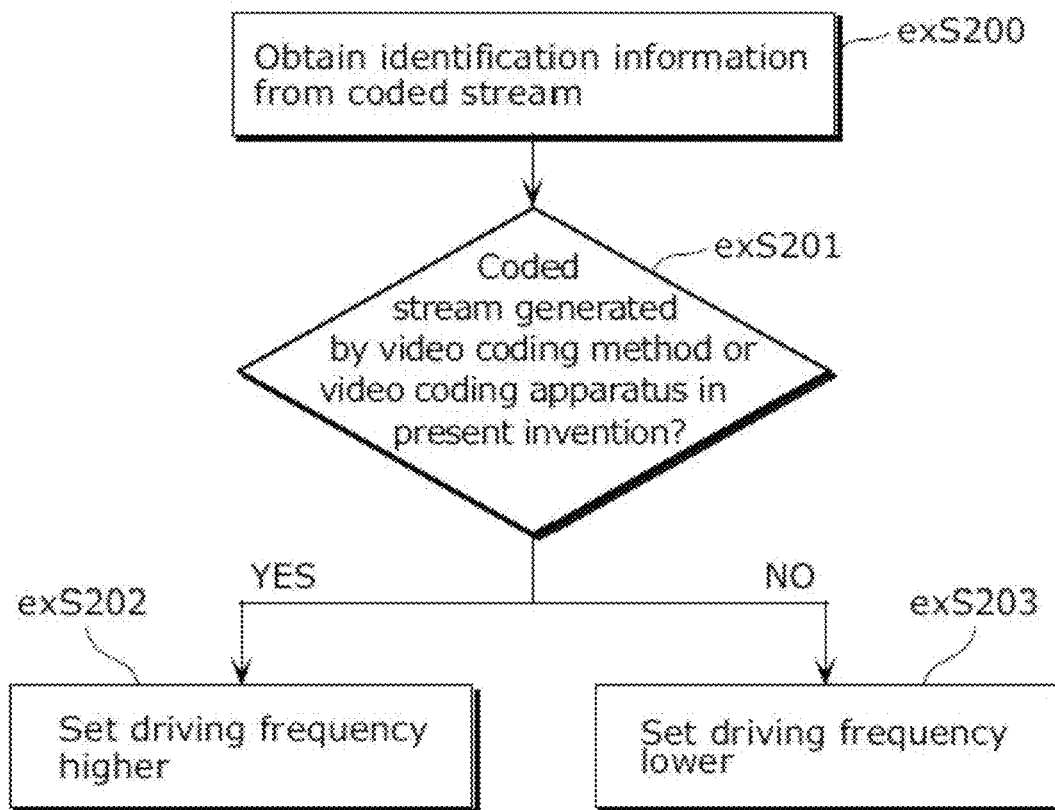 exS200
Obtain identification information
from coded stream
exS201
Coded
stream generated
by video coding method or
video coding apparatus in
present invention?
YES
NO
exS202
exS203
Set driving frequency
higher
Set driving frequency
lower